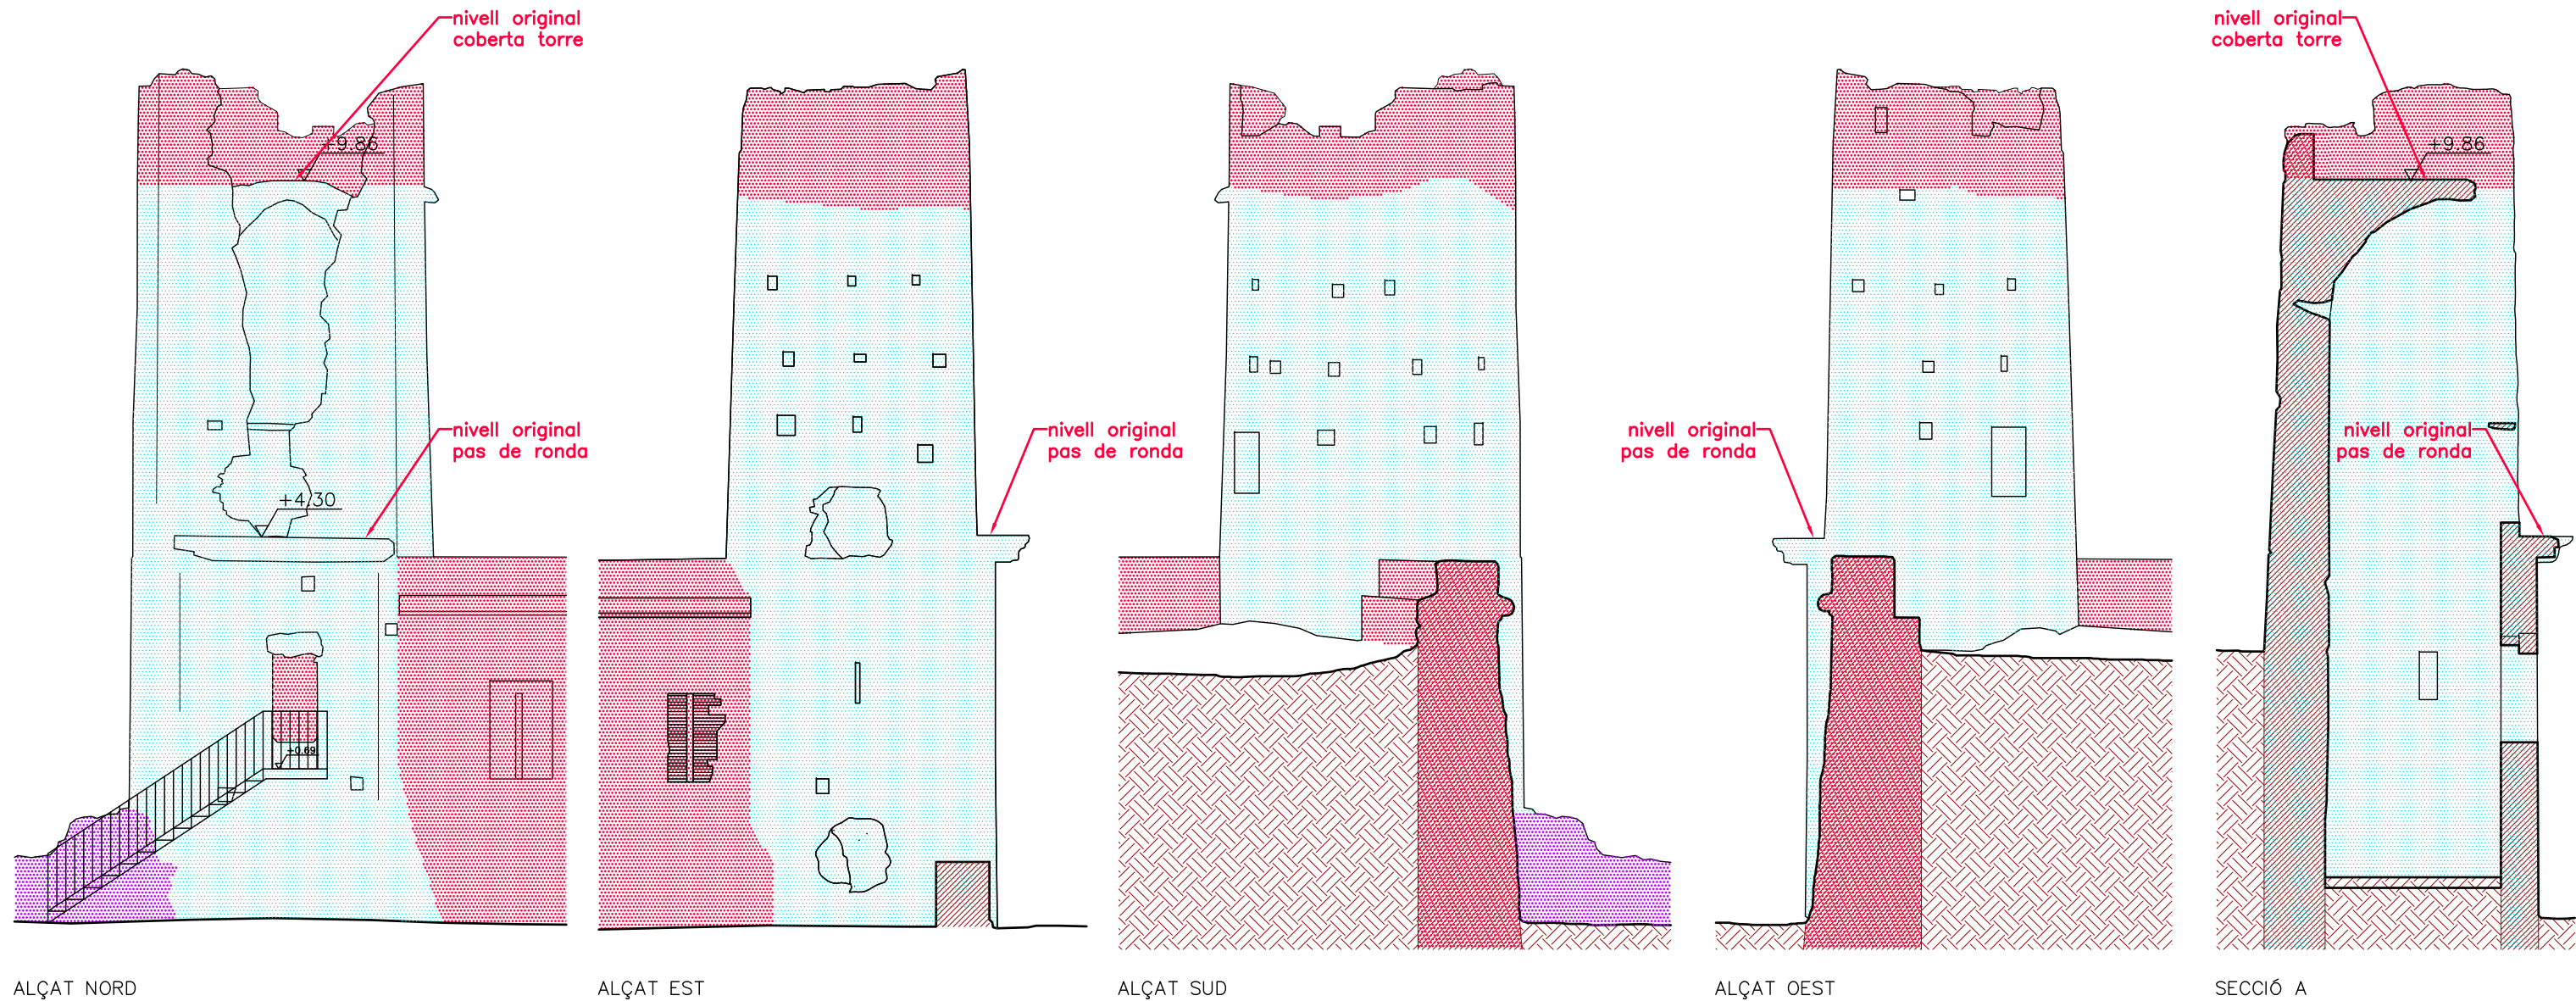 nivell original
coberta torre
+9.86
nivell original
pas de ronda
+4.30
+0.69
ALÇAT NORD
nivell original
pas de ronda
ALÇAT EST
ALÇAT SUD
nivell original
pas de ronda
ALÇAT OEST
nivell original
coberta torre
+9.86
nivell original
pas de ronda
SECCIÓ A